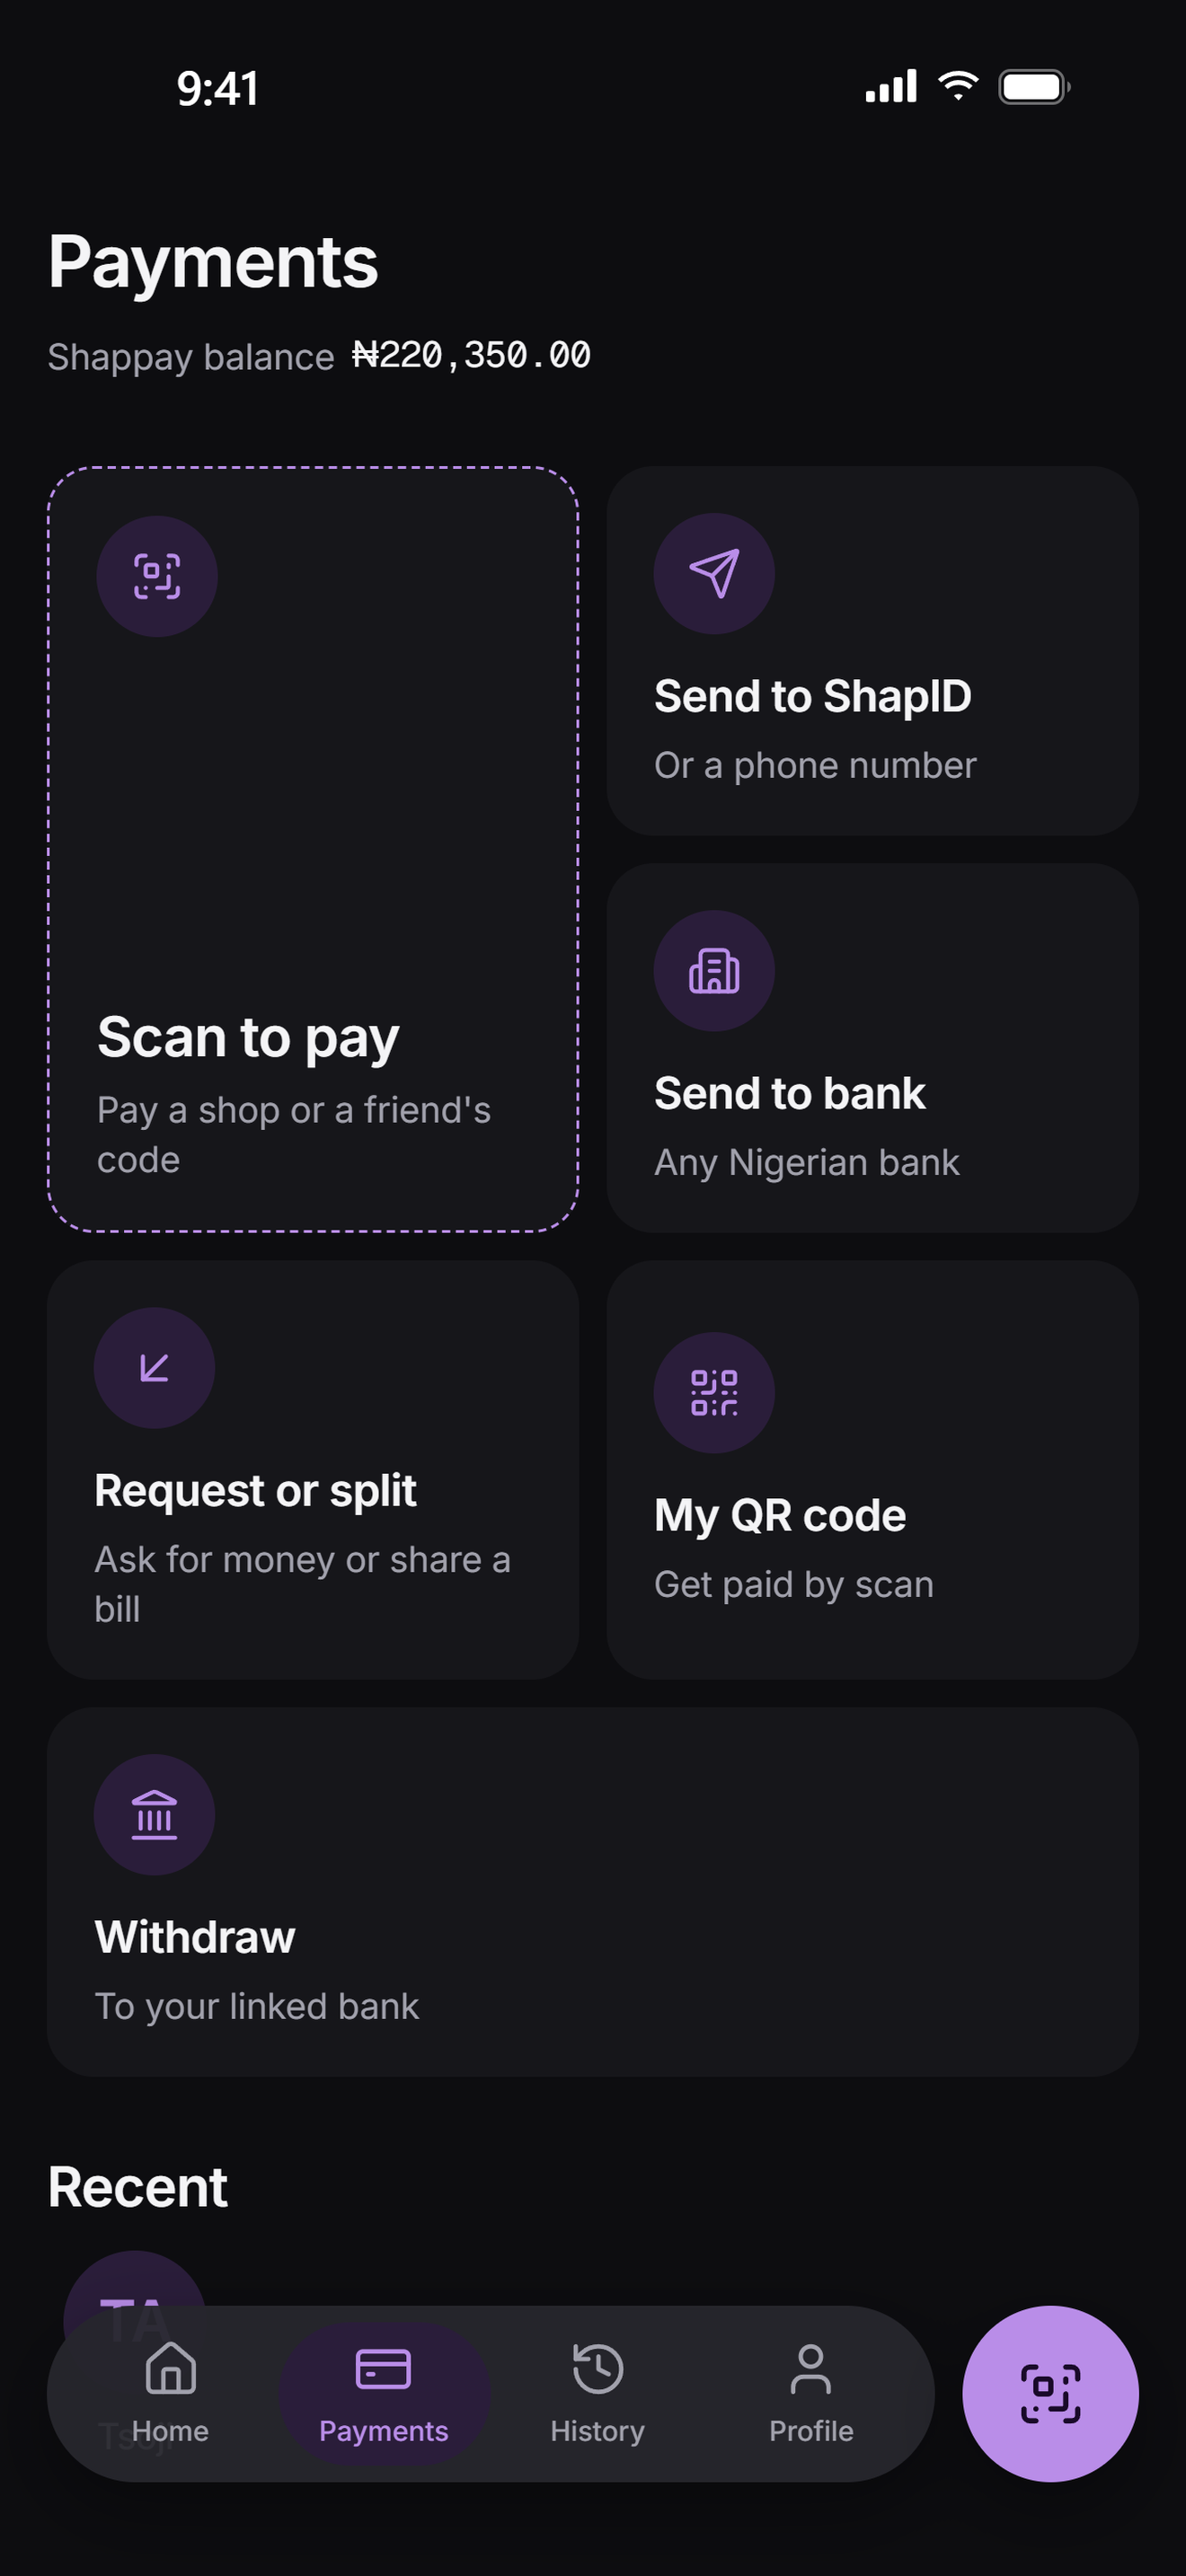 9:41
Payments
Shappay balance ₦220,350.00
Scan to pay
Pay a shop or a friend's
code
Send to ShapID
Or a phone number
Send to bank
Any Nigerian bank
Request or split
Ask for money or share a
bill
My QR code
Get paid by scan
Withdraw
To your linked bank
Recent
TA
Home
Payments
History
Profile